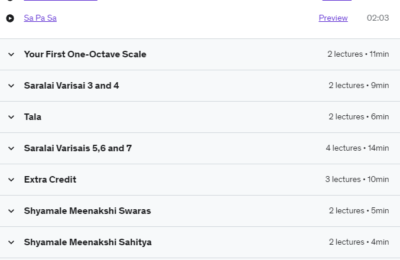 Sa Pa Sa Preview 02:03
Your First One-Octave Scale 2 lectures • 11min
Saralai Varisai 3 and 4 2 lectures • 9min
Tala 2 lectures • 6min
Saralai Varisais 5,6 and 7 4 lectures • 14min
Extra Credit 3 lectures • 10min
Shyamale Meenakshi Swaras 2 lectures • 5min
Shyamale Meenakshi Sahitya 2 lectures • 4min